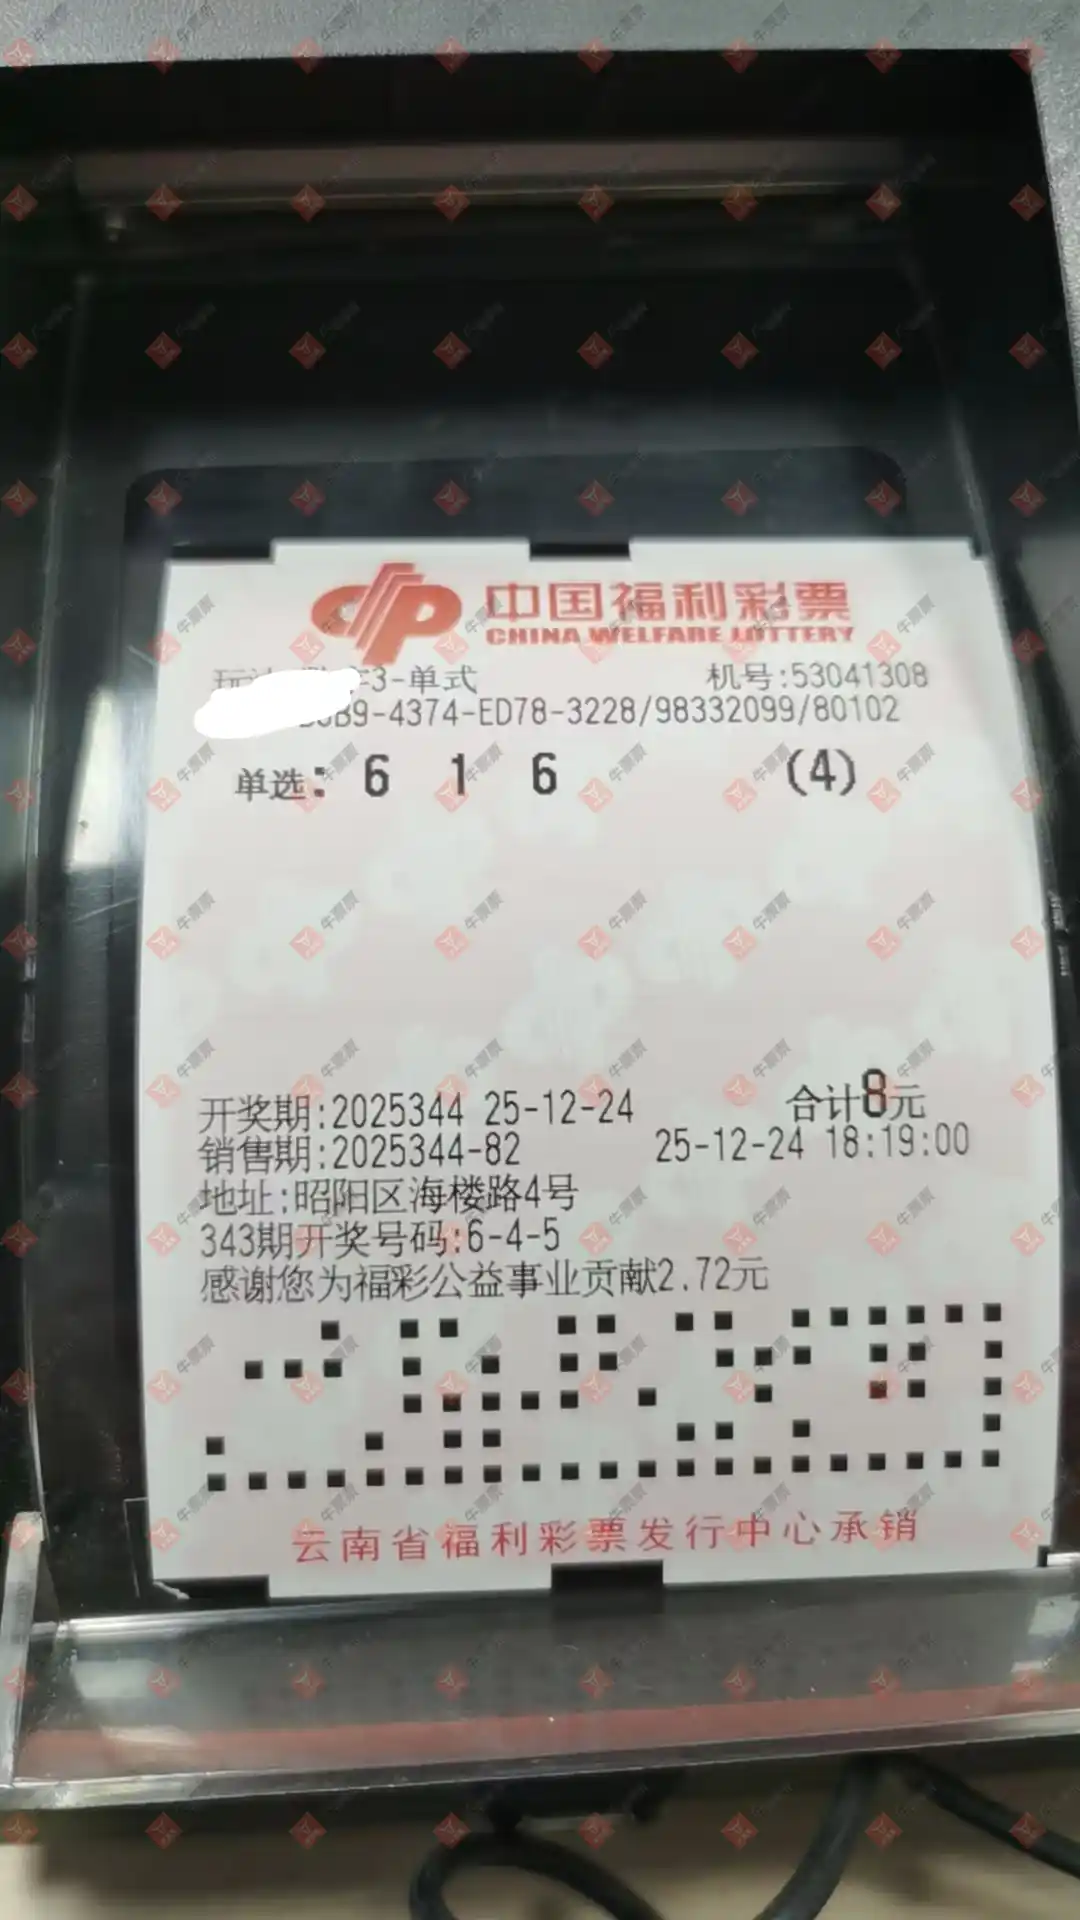 中国福利彩票
CHINA WELFARE LOTTERY
3-单式 机号:53041308
B9-4374-ED78-3228/98332099/80102
单选: 6 1 6 (4)
开奖期:2025344 25-12-24 合计8元
销售期:2025344-82 25-12-24 18:19:00
地址:昭阳区海楼路4号
343期开奖号码:6-4-5
感谢您为福彩公益事业贡献2.72元
云南省福利彩票发行中心承销
牛票票